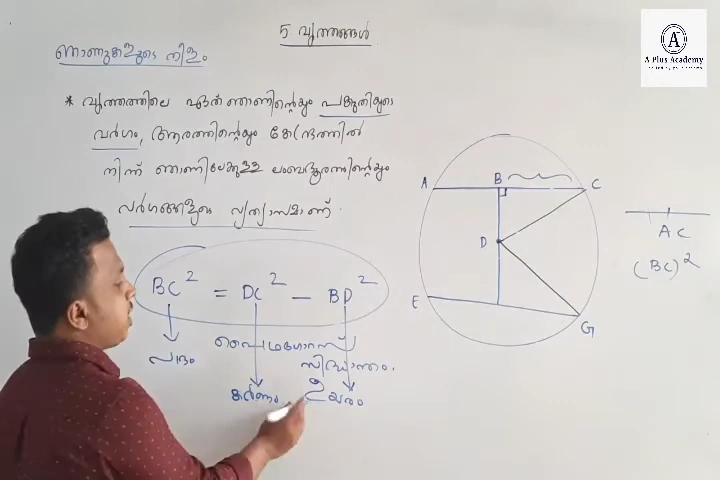 5 വൃത്തങ്ങൾ
ഞാണുകളുടെ നീളം
* വൃത്തത്തിലെ ഏത് ഞാണിന്റെയും പകുതിയുടെ
വർഗം, ആരത്തിന്റെയും കേന്ദ്രത്തിൽ
നിന്ന് ഞാണിലേക്കുള്ള ലംബദൂരത്തിന്റെയും
വർഗങ്ങളുടെ വ്യത്യാസമാണ്.
BC² = DC² – BD²
പൈഥഗോറസ്
സിദ്ധാന്തം.
പാദം
കർണം
ഉയരം
A B C
D
E G
AC
(BC)²
A
A Plus Academy